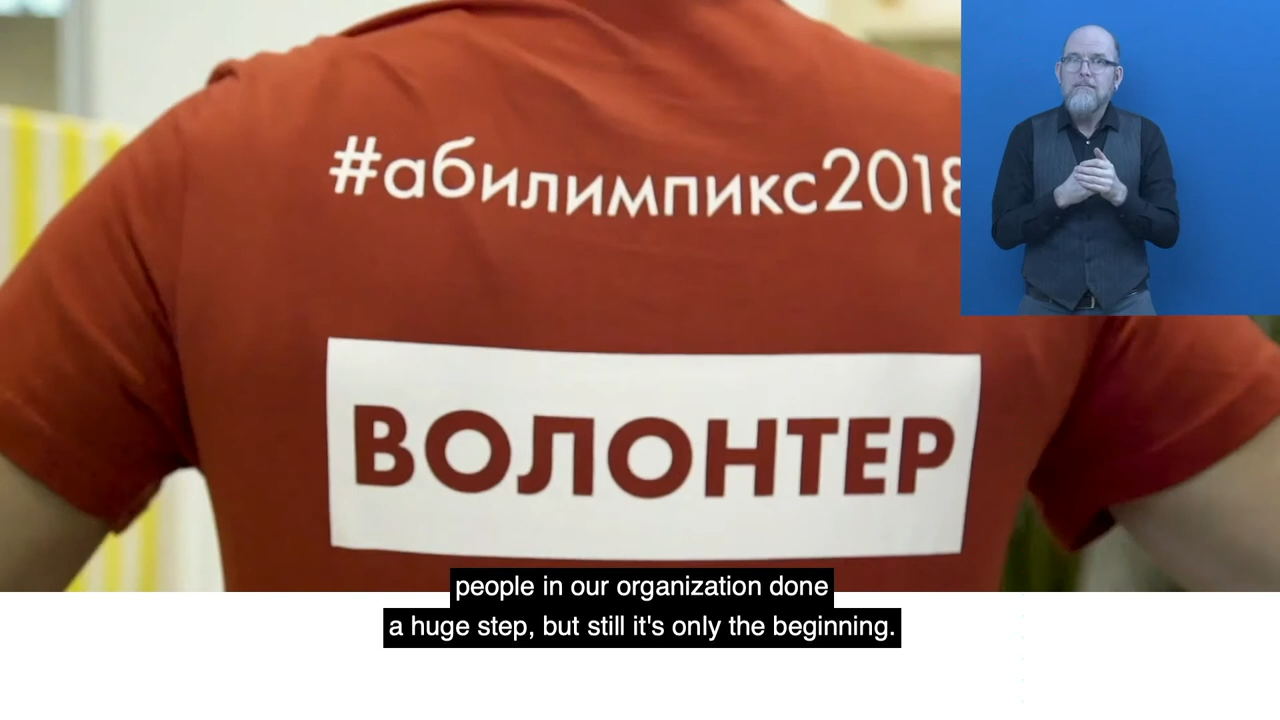 #абилимпикс2018
ВОЛОНТЕР
people in our organization done
a huge step, but still it's only the beginning.